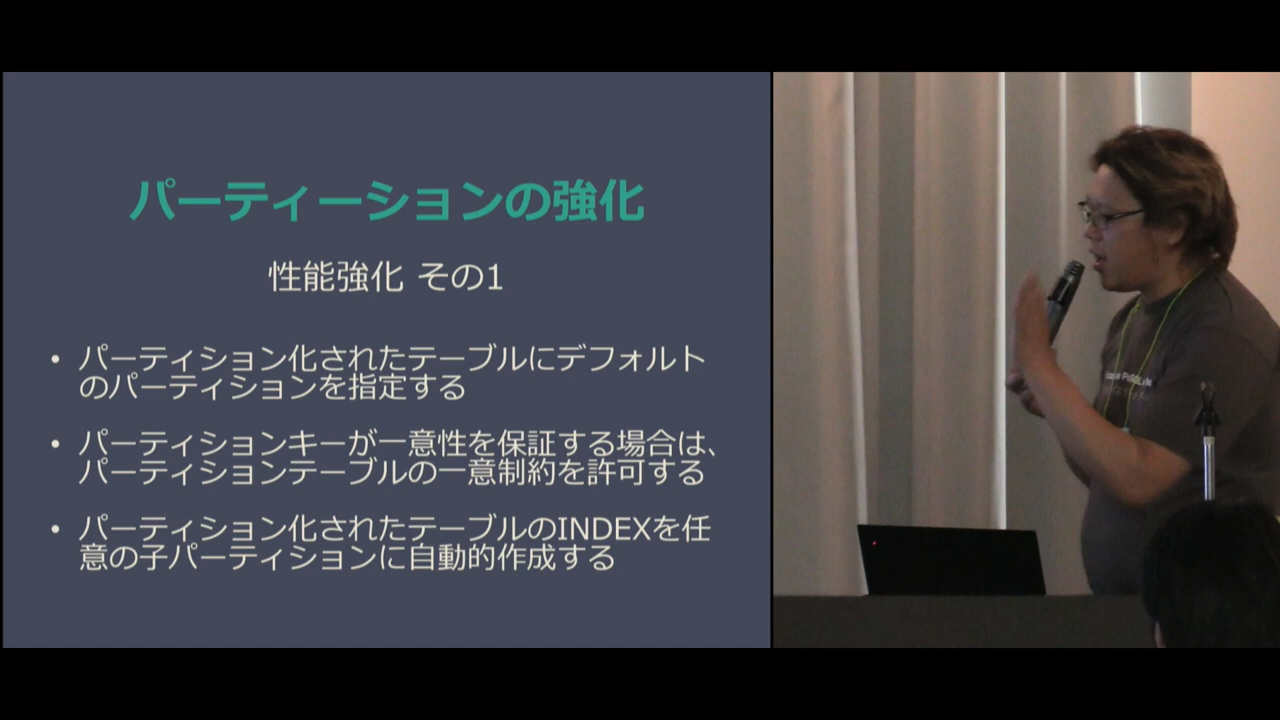 パーティーションの強化
性能強化 その1
• パーティション化されたテーブルにデフォルト
のパーティションを指定する
• パーティションキーが一意性を保証する場合は、
パーティションテーブルの一意制約を許可する
• パーティション化されたテーブルのINDEXを任
意の子パーティションに自動的作成する